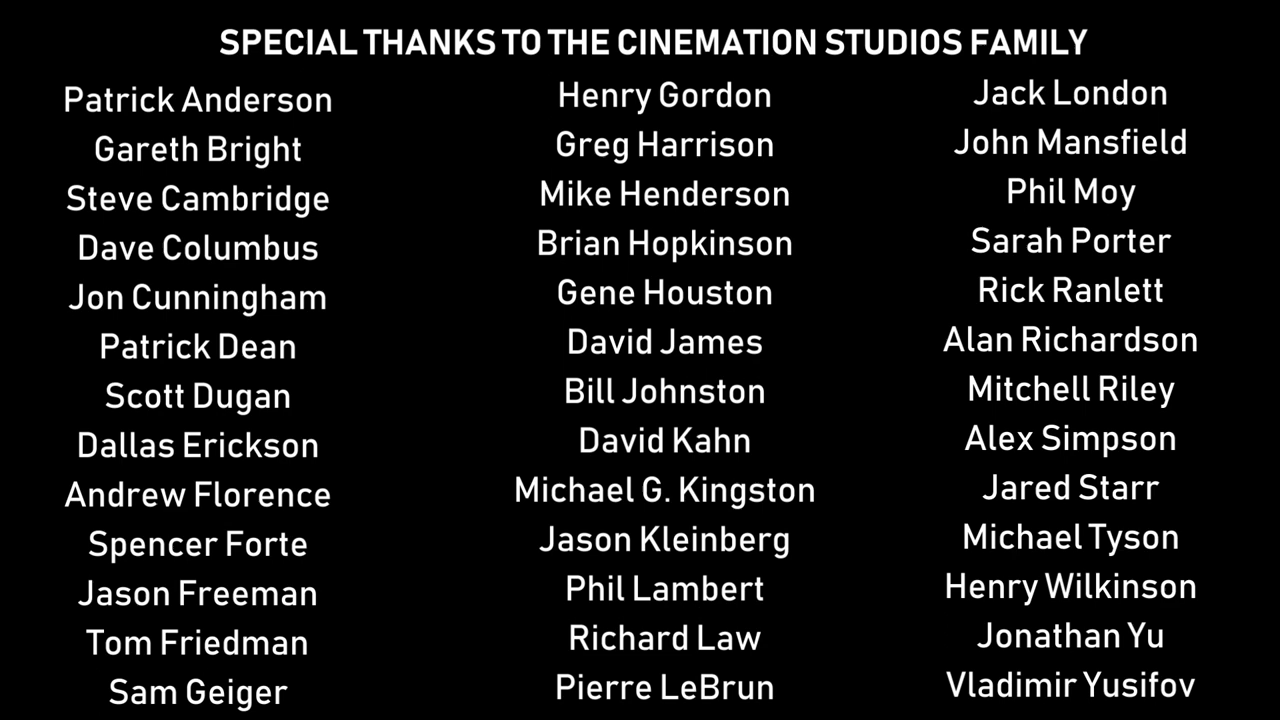 SPECIAL THANKS TO THE CINEMATION STUDIOS FAMILY
Patrick Anderson
Gareth Bright
Steve Cambridge
Dave Columbus
Jon Cunningham
Patrick Dean
Scott Dugan
Dallas Erickson
Andrew Florence
Spencer Forte
Jason Freeman
Tom Friedman
Sam Geiger
Henry Gordon
Greg Harrison
Mike Henderson
Brian Hopkinson
Gene Houston
David James
Bill Johnston
David Kahn
Michael G. Kingston
Jason Kleinberg
Phil Lambert
Richard Law
Pierre LeBrun
Jack London
John Mansfield
Phil Moy
Sarah Porter
Rick Ranlett
Alan Richardson
Mitchell Riley
Alex Simpson
Jared Starr
Michael Tyson
Henry Wilkinson
Jonathan Yu
Vladimir Yusifov